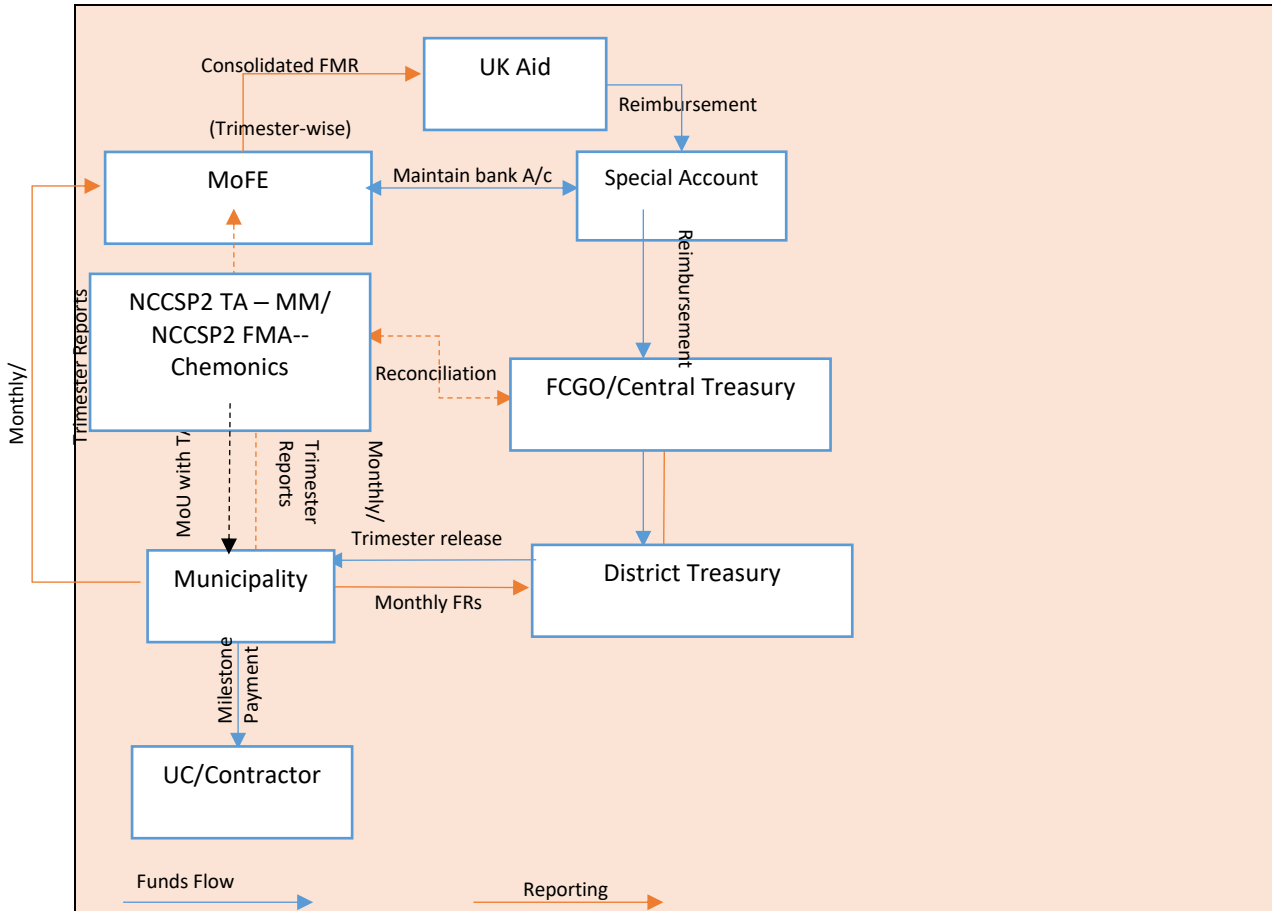 UK Aid
Consolidated FMR
(Trimester-wise)
Reimbursement
MoFE
Maintain bank A/c
Special Account
Reimbursement
NCCSP2 TA – MM/
NCCSP2 FMA--
Chemonics
Reconciliation
FCGO/Central Treasury
Monthly/
Trimester Reports
MoU with
Monthly/
Trimester
Reports
Trimester release
Municipality
District Treasury
Monthly FRs
Milestone
Payment
UC/Contractor
Funds Flow
Reporting